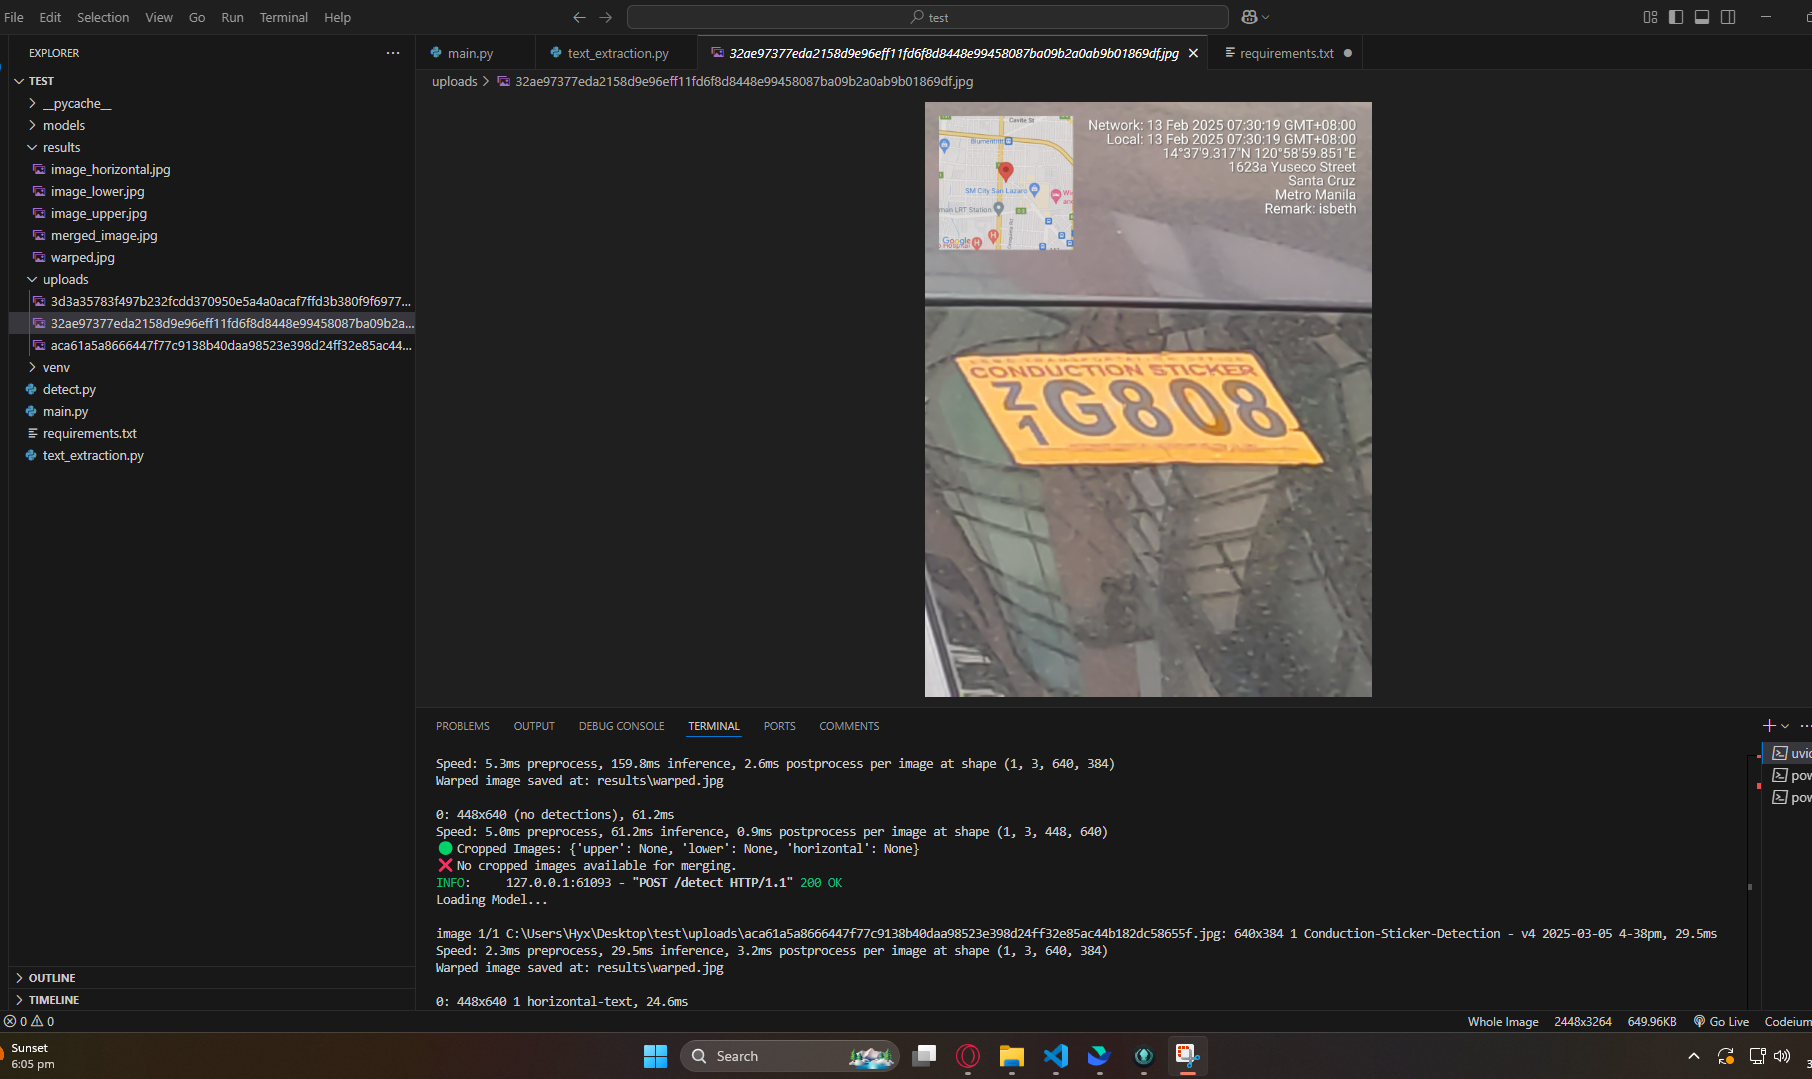 File Edit Selection View Go Run Terminal Help
test
EXPLORER
TEST
__pycache__
models
results
image_horizontal.jpg
image_lower.jpg
image_upper.jpg
merged_image.jpg
warped.jpg
uploads
3d3a35783f497b232fcdd370950e5a4a0acaf7ffd3b380f9f6977...
32ae97377eda2158d9e96eff11fd6f8d8448e99458087ba09b2a...
aca61a5a8666447f77c9138b40daa98523e398d24ff32e85ac44...
venv
detect.py
main.py
requirements.txt
text_extraction.py
OUTLINE
TIMELINE
main.py text_extraction.py 32ae97377eda2158d9e96eff11fd6f8d8448e99458087ba09b2a0ab9b01869df.jpg requirements.txt
uploads > 32ae97377eda2158d9e96eff11fd6f8d8448e99458087ba09b2a0ab9b01869df.jpg
Cavite St
Blumentritt
SM City San Lazaro
LRT Station
Google
Network: 13 Feb 2025 07:30:19 GMT+08:00
Local: 13 Feb 2025 07:30:19 GMT+08:00
14°37'9.317"N 120°58'59.851"E
1623a Yuseco Street
Santa Cruz
Metro Manila
Remark: isbeth
CONDUCTION STICKER
Z1 G808
PROBLEMS OUTPUT DEBUG CONSOLE TERMINAL PORTS COMMENTS
Speed: 5.3ms preprocess, 159.8ms inference, 2.6ms postprocess per image at shape (1, 3, 640, 384)
Warped image saved at: results\warped.jpg
0: 448x640 (no detections), 61.2ms
Speed: 5.0ms preprocess, 61.2ms inference, 0.9ms postprocess per image at shape (1, 3, 448, 640)
Cropped Images: {'upper': None, 'lower': None, 'horizontal': None}
No cropped images available for merging.
INFO: 127.0.0.1:61093 - "POST /detect HTTP/1.1" 200 OK
Loading Model...
image 1/1 C:\Users\Hyx\Desktop\test\uploads\aca61a5a8666447f77c9138b40daa98523e398d24ff32e85ac44b182dc58655f.jpg: 640x384 1 Conduction-Sticker-Detection - v4 2025-03-05 4-38pm, 29.5ms
Speed: 2.3ms preprocess, 29.5ms inference, 3.2ms postprocess per image at shape (1, 3, 640, 384)
Warped image saved at: results\warped.jpg
0: 448x640 1 horizontal-text, 24.6ms
uvic
pow
pow
0 0
Whole Image 2448x3264 649.96KB Go Live Codeium
Sunset
6:05 pm
Search